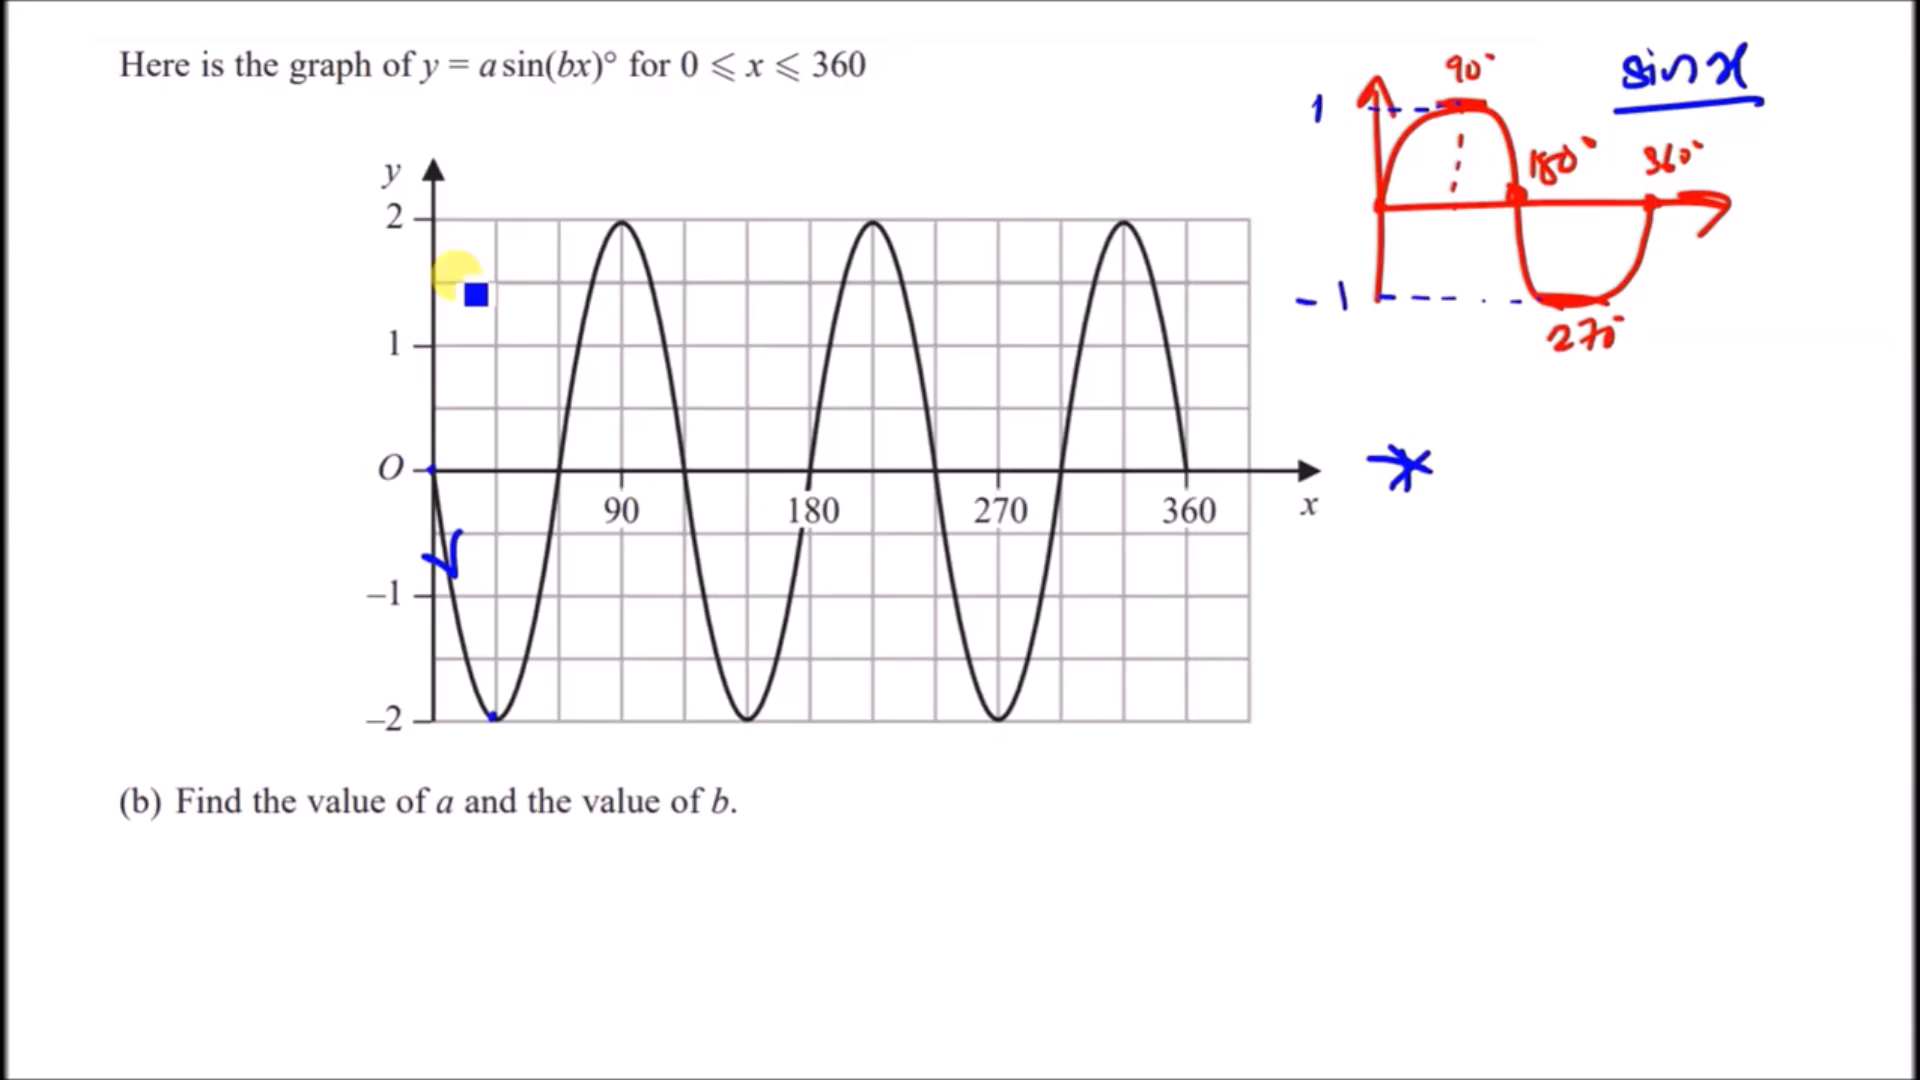 Here is the graph of y = a sin(bx)° for 0 ⩽ x ⩽ 360
sin x
90°
1
180°
360°
-1
270°
y
2
1
O
90
180
270
360
x
–1
–2
(b) Find the value of a and the value of b.